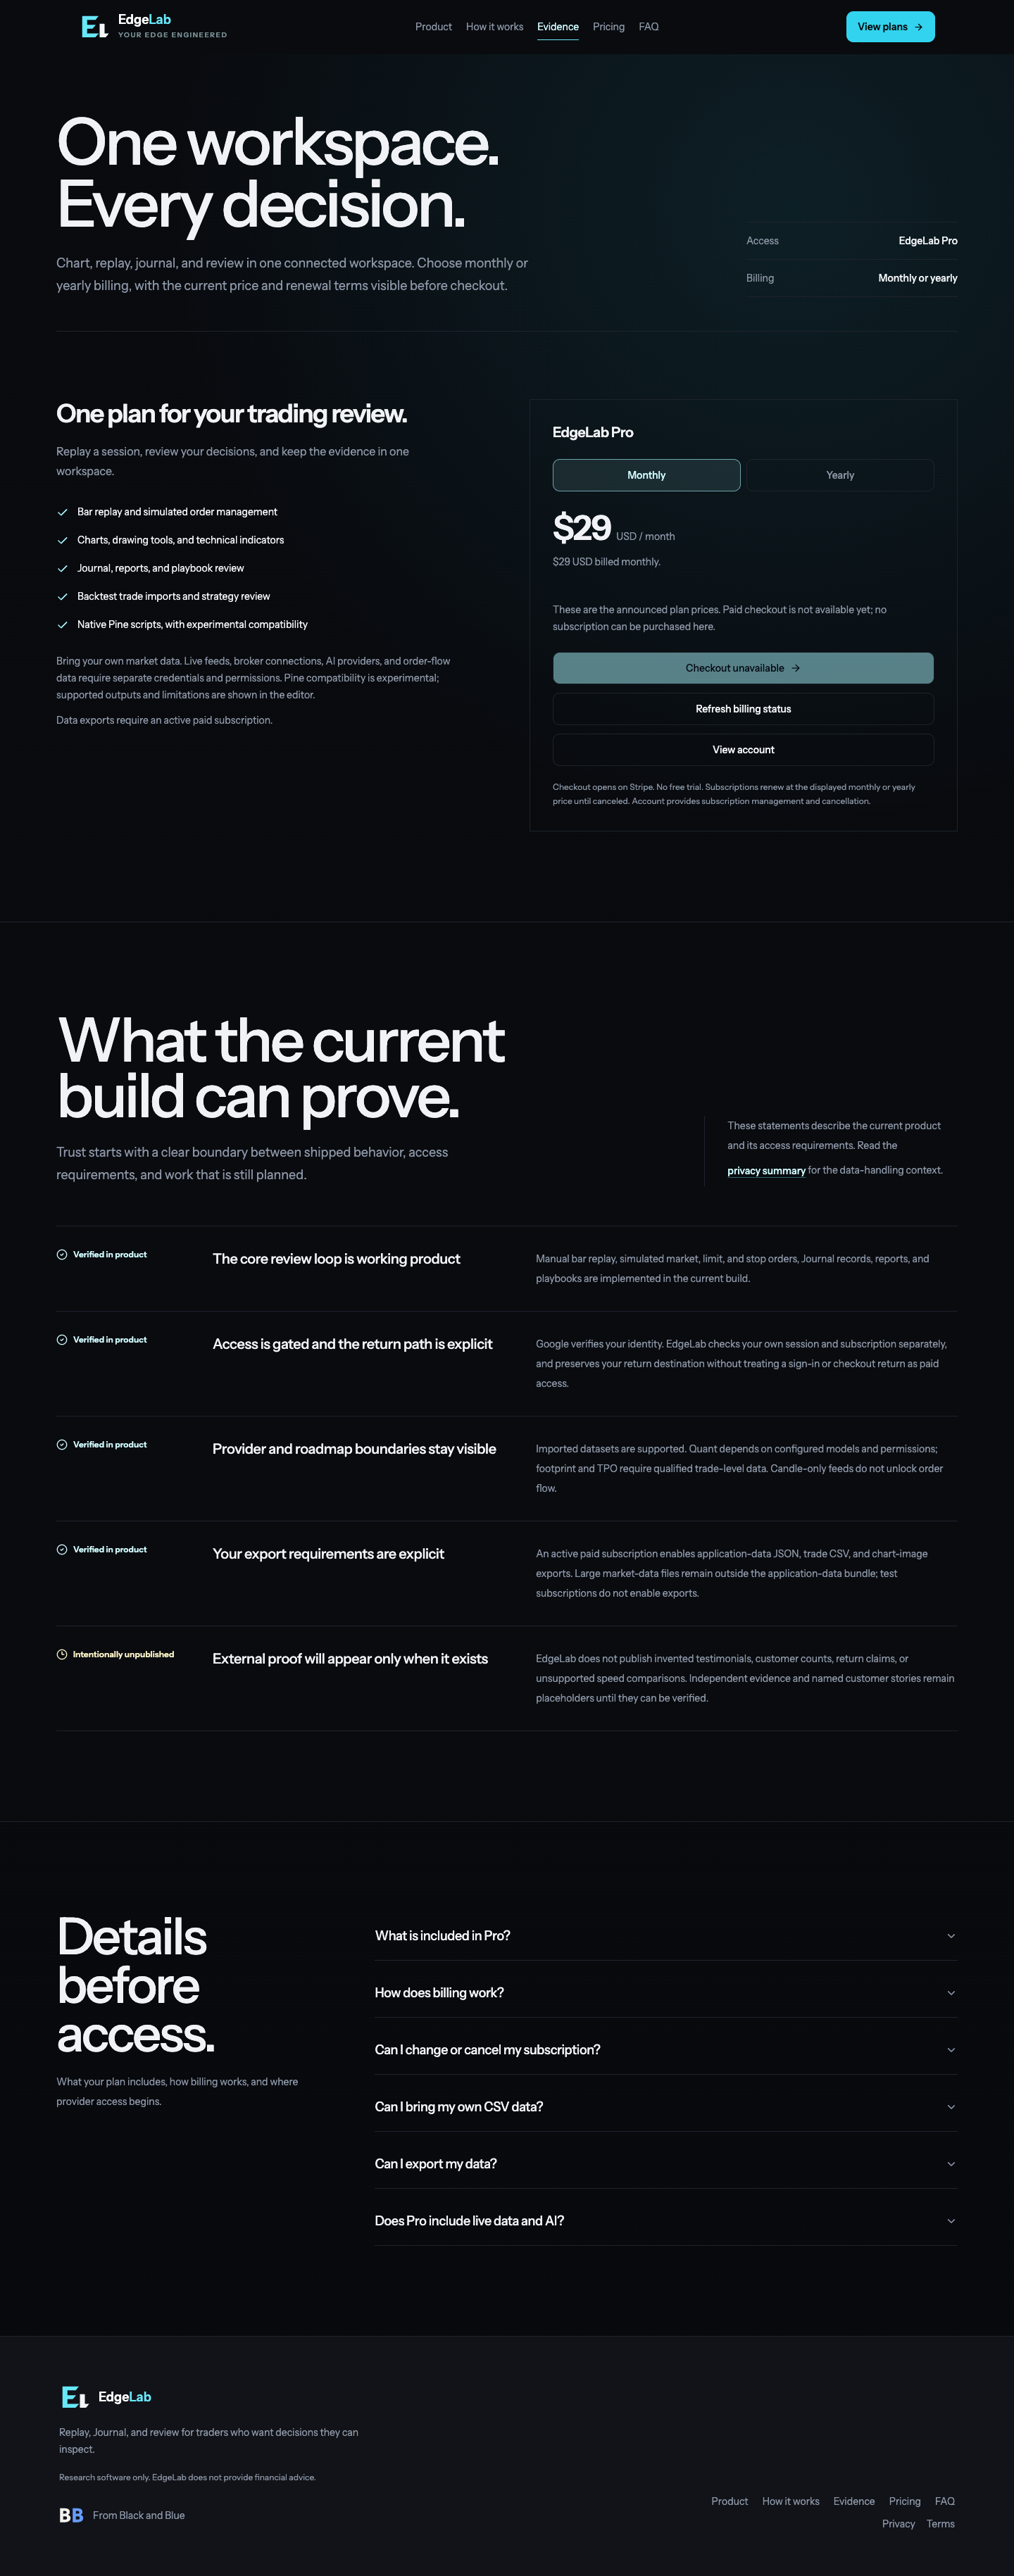 EdgeLab
YOUR EDGE ENGINEERED
Product How it works Evidence Pricing FAQ
View plans
One workspace.
Every decision.
Chart, replay, journal, and review in one connected workspace. Choose monthly or
yearly billing, with the current price and renewal terms visible before checkout.
Access EdgeLab Pro
Billing Monthly or yearly
One plan for your trading review.
Replay a session, review your decisions, and keep the evidence in one
workspace.
Bar replay and simulated order management
Charts, drawing tools, and technical indicators
Journal, reports, and playbook review
Backtest trade imports and strategy review
Native Pine scripts, with experimental compatibility
Bring your own market data. Live feeds, broker connections, AI providers, and order-flow
data require separate credentials and permissions. Pine compatibility is experimental;
supported outputs and limitations are shown in the editor.
Data exports require an active paid subscription.
EdgeLab Pro
Monthly Yearly
$29 USD / month
$29 USD billed monthly.
These are the announced plan prices. Paid checkout is not available yet; no
subscription can be purchased here.
Checkout unavailable
Refresh billing status
View account
Checkout opens on Stripe. No free trial. Subscriptions renew at the displayed monthly or yearly
price until canceled. Account provides subscription management and cancellation.
What the current
build can prove.
Trust starts with a clear boundary between shipped behavior, access
requirements, and work that is still planned.
These statements describe the current product
and its access requirements. Read the
privacy summary for the data-handling context.
Verified in product
The core review loop is working product
Manual bar replay, simulated market, limit, and stop orders, Journal records, reports, and
playbooks are implemented in the current build.
Verified in product
Access is gated and the return path is explicit
Google verifies your identity. EdgeLab checks your own session and subscription separately,
and preserves your return destination without treating a sign-in or checkout return as paid
access.
Verified in product
Provider and roadmap boundaries stay visible
Imported datasets are supported. Quant depends on configured models and permissions;
footprint and TPO require qualified trade-level data. Candle-only feeds do not unlock order
flow.
Verified in product
Your export requirements are explicit
An active paid subscription enables application-data JSON, trade CSV, and chart-image
exports. Large market-data files remain outside the application-data bundle; test
subscriptions do not enable exports.
Intentionally unpublished
External proof will appear only when it exists
EdgeLab does not publish invented testimonials, customer counts, return claims, or
unsupported speed comparisons. Independent evidence and named customer stories remain
placeholders until they can be verified.
Details
before
access.
What your plan includes, how billing works, and where
provider access begins.
What is included in Pro?
How does billing work?
Can I change or cancel my subscription?
Can I bring my own CSV data?
Can I export my data?
Does Pro include live data and AI?
EdgeLab
Replay, Journal, and review for traders who want decisions they can
inspect.
Research software only. EdgeLab does not provide financial advice.
BB From Black and Blue
Product How it works Evidence Pricing FAQ
Privacy Terms